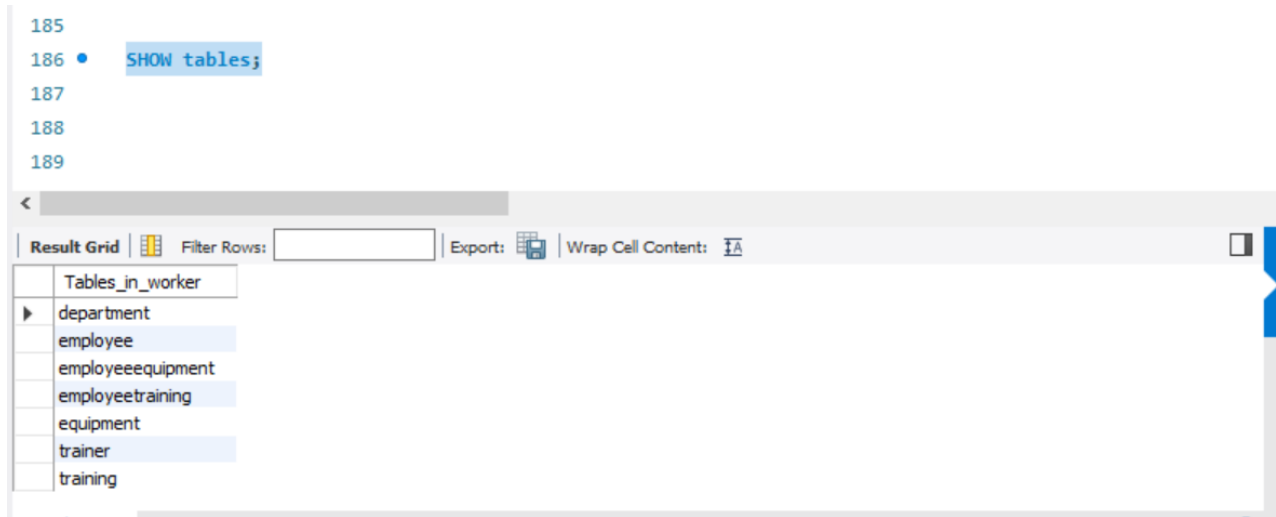 185
186 SHOW tables;
187
188
189
Result Grid Filter Rows: Export: Wrap Cell Content: IA
Tables_in_worker
department
employee
employeeequipment
employeetraining
equipment
trainer
training